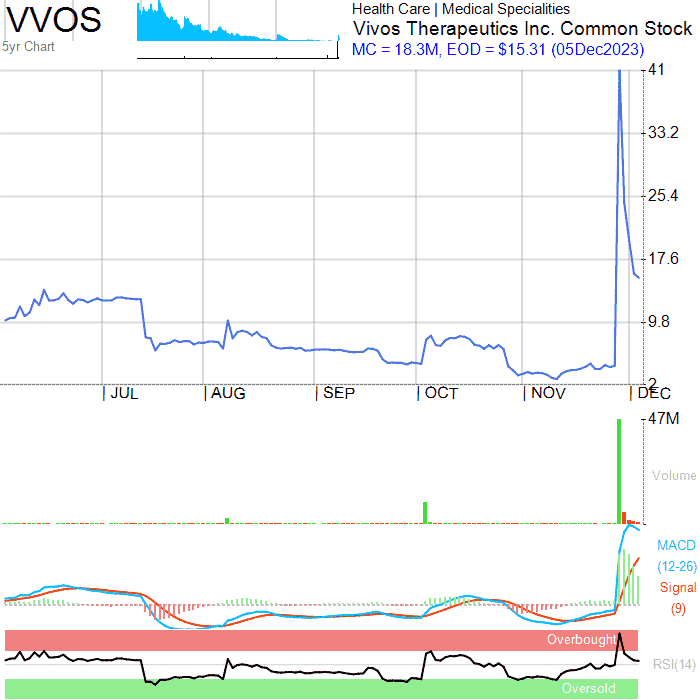 VVOS
5yr Chart
Health Care | Medical Specialities
Vivos Therapeutics Inc. Common Stock
MC = 18.3M, EOD = $15.31 (05Dec2023)
41
33.2
25.4
17.6
9.8
2
JUL
AUG
SEP
OCT
NOV
DEC
47M
Volume
MACD
(12-26)
Signal
(9)
Overbought
RSI(14)
Oversold